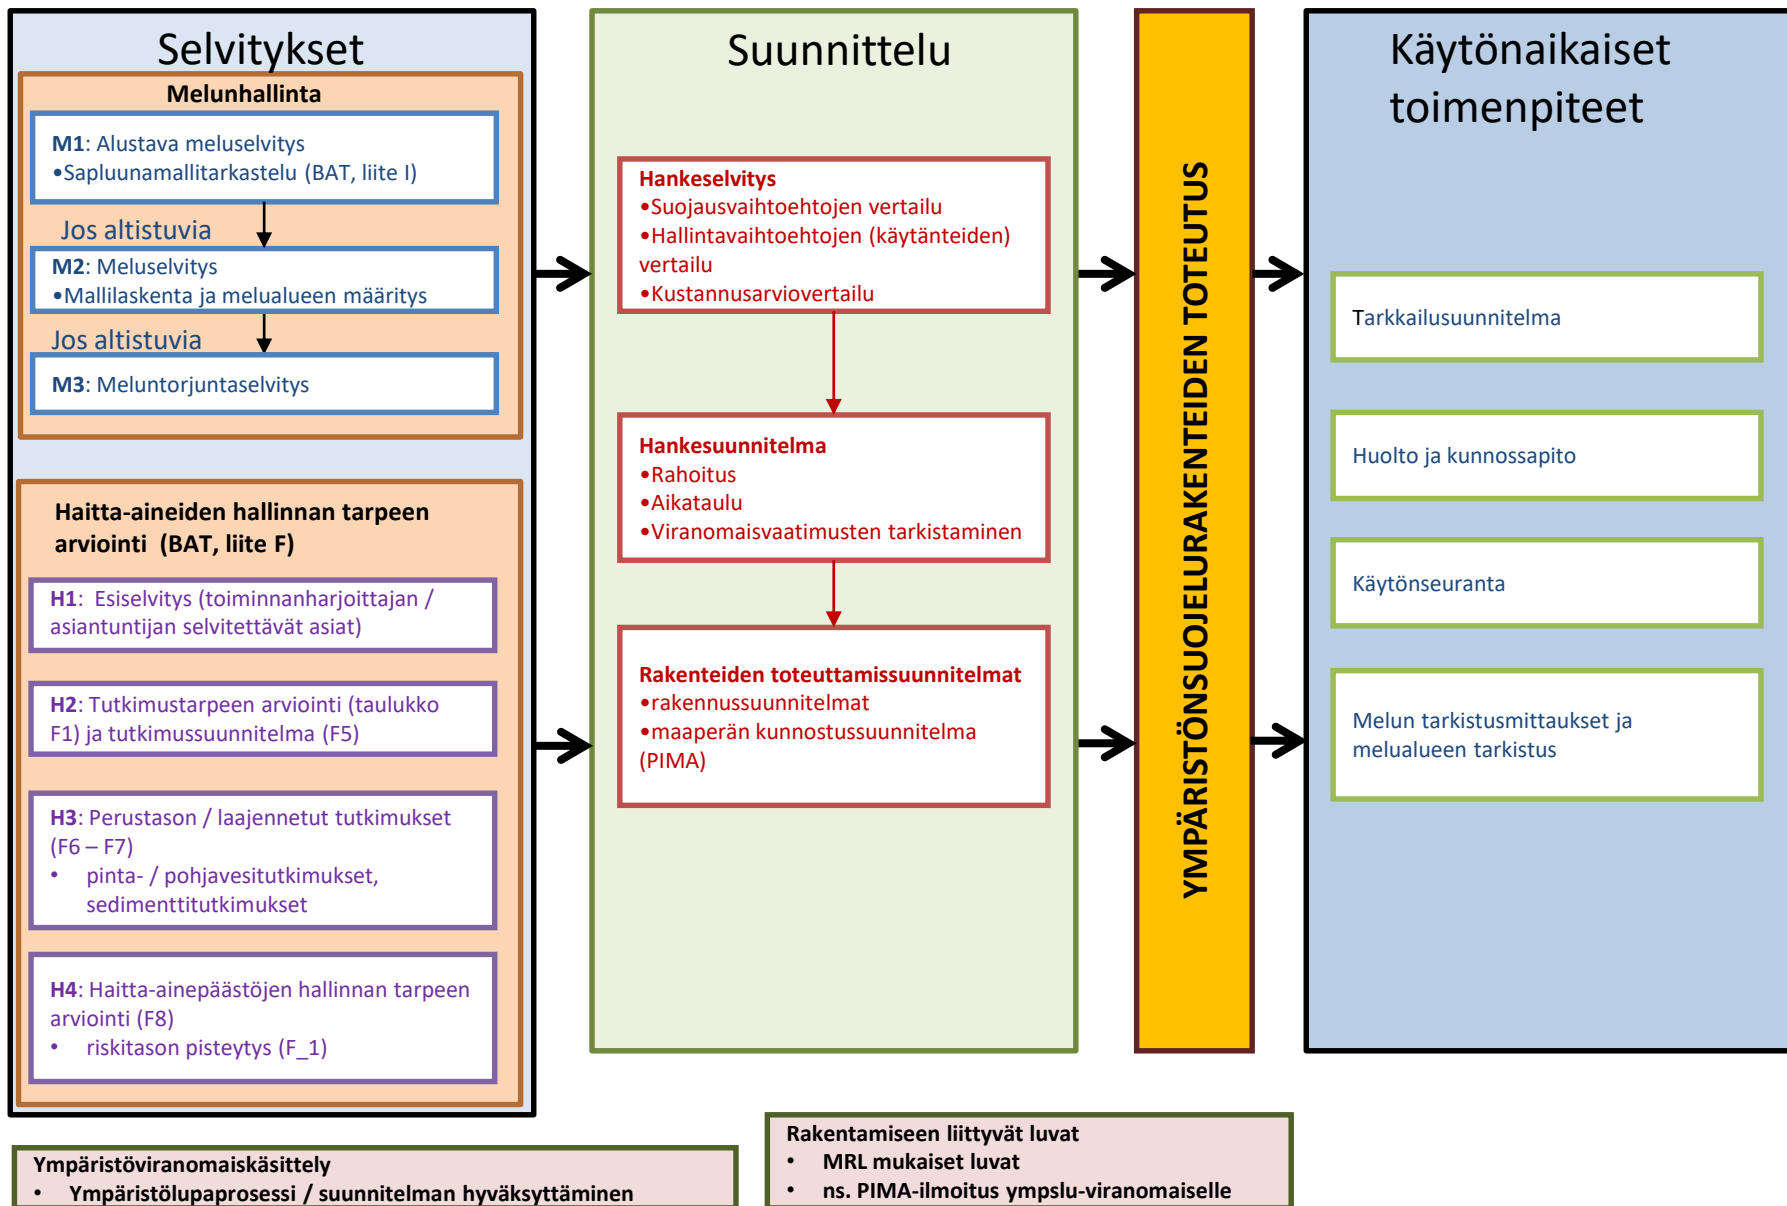 Selvitykset
Melunhallinta
M1: Alustava meluselvitys
•Sapluunamallitarkastelu (BAT, liite I)
Jos altistuvia
M2: Meluselvitys
•Mallilaskenta ja melualueen määritys
Jos altistuvia
M3: Meluntorjuntaselvitys
Haitta-aineiden hallinnan tarpeen
arviointi (BAT, liite F)
H1: Esiselvitys (toiminnanharjoittajan /
asiantuntijan selvitettävät asiat)
H2: Tutkimustarpeen arviointi (taulukko
F1) ja tutkimussuunnitelma (F5)
H3: Perustason / laajennetut tutkimukset
(F6 – F7)
• pinta- / pohjavesitutkimukset,
sedimenttitutkimukset
H4: Haitta-ainepäästöjen hallinnan tarpeen
arviointi (F8)
• riskitason pisteytys (F_1)
Suunnittelu
Hankeselvitys
•Suojausvaihtoehtojen vertailu
•Hallintavaihtoehtojen (käytänteiden)
vertailu
•Kustannusarviovertailu
Hankesuunnitelma
•Rahoitus
•Aikataulu
•Viranomaisvaatimusten tarkistaminen
Rakenteiden toteuttamissuunnitelmat
•rakennussuunnitelmat
•maaperän kunnostussuunnitelma
(PIMA)
YMPÄRISTÖNSUOJELURAKENTEIDEN TOTEUTUS
Käytönaikaiset
toimenpiteet
Tarkkailusuunnitelma
Huolto ja kunnossapito
Käytönseuranta
Melun tarkistusmittaukset ja
melualueen tarkistus
Ympäristöviranomaiskäsittely
• Ympäristölupaprosessi / suunnitelman hyväksyttäminen
Rakentamiseen liittyvät luvat
• MRL mukaiset luvat
• ns. PIMA-ilmoitus ympslu-viranomaiselle